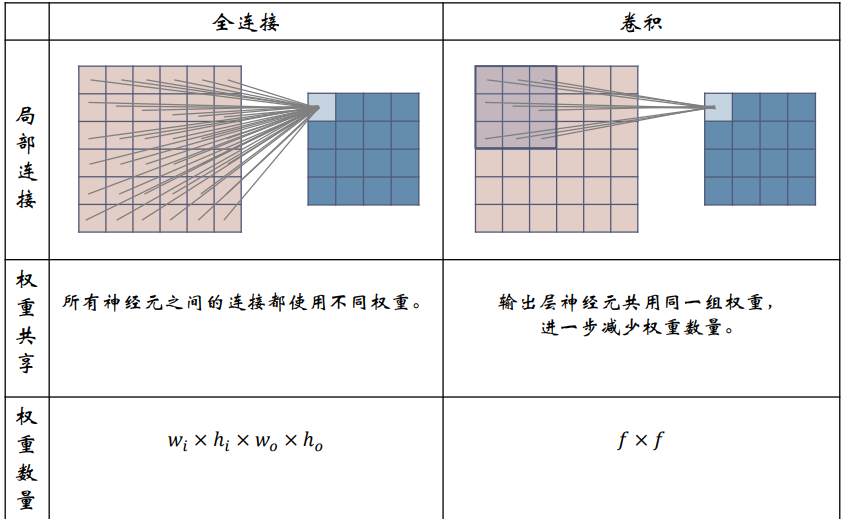 全连接
卷积
局部连接
权重共享
所有神经元之间的连接都使用不同权重。
输出层神经元共用同一组权重，
进一步减少权重数量。
权重数量
$w_i \times h_i \times w_o \times h_o$
$f \times f$